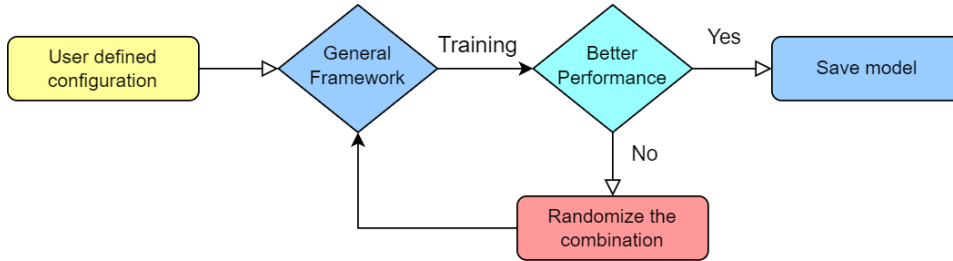 User defined
configuration
General
Framework
Training
Better
Performance
Yes
Save model
No
Randomize the
combination